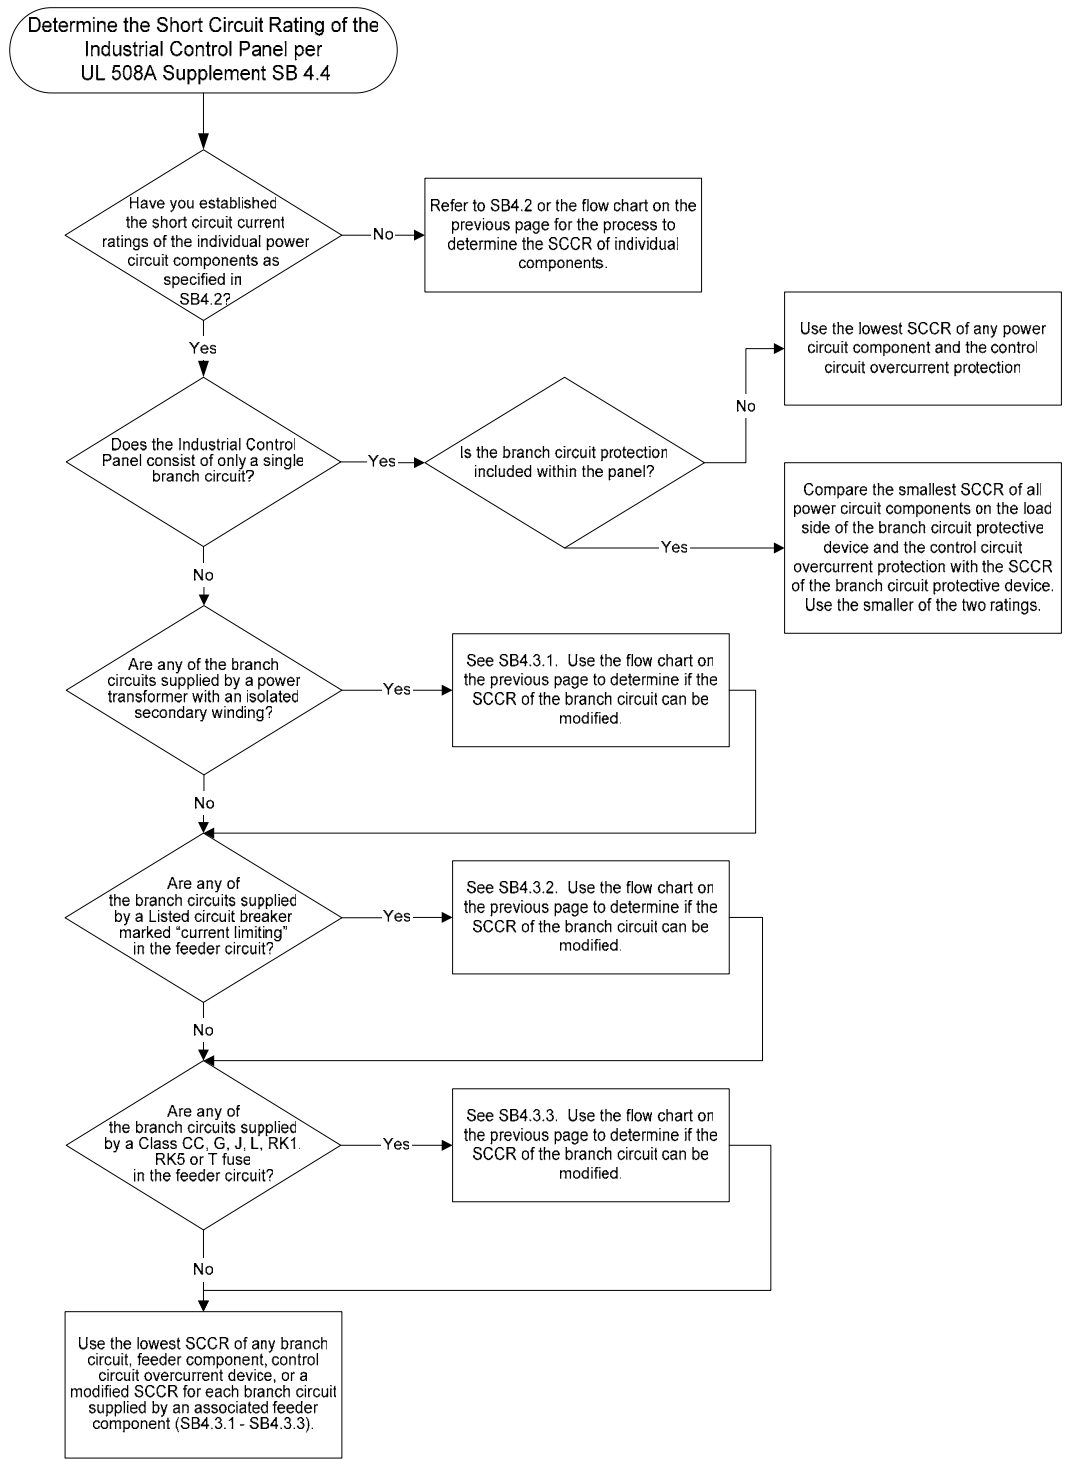 Determine the Short Circuit Rating of the
Industrial Control Panel per
UL 508A Supplement SB 4.4
Have you established
the short circuit current
ratings of the individual power
circuit components as
specified in
SB4.2?
No
Refer to SB4.2 or the flow chart on the
previous page for the process to
determine the SCCR of individual
components.
Yes
Does the Industrial Control
Panel consist of only a single
branch circuit?
Yes
Is the branch circuit protection
included within the panel?
No
Use the lowest SCCR of any power
circuit component and the control
circuit overcurrent protection
Yes
Compare the smallest SCCR of all
power circuit components on the load
side of the branch circuit protective
device and the control circuit
overcurrent protection with the SCCR
of the branch circuit protective device.
Use the smaller of the two ratings.
No
Are any of the branch
circuits supplied by a power
transformer with an isolated
secondary winding?
Yes
See SB4.3.1. Use the flow chart on
the previous page to determine if the
SCCR of the branch circuit can be
modified.
No
Are any of
the branch circuits supplied
by a Listed circuit breaker
marked “current limiting”
in the feeder circuit?
Yes
See SB4.3.2. Use the flow chart on
the previous page to determine if the
SCCR of the branch circuit can be
modified.
No
Are any of
the branch circuits supplied
by a Class CC, G, J, L, RK1.
RK5 or T fuse
in the feeder circuit?
Yes
See SB4.3.3. Use the flow chart on
the previous page to determine if the
SCCR of the branch circuit can be
modified.
No
Use the lowest SCCR of any branch
circuit, feeder component, control
circuit overcurrent device, or a
modified SCCR for each branch circuit
supplied by an associated feeder
component (SB4.3.1 - SB4.3.3).